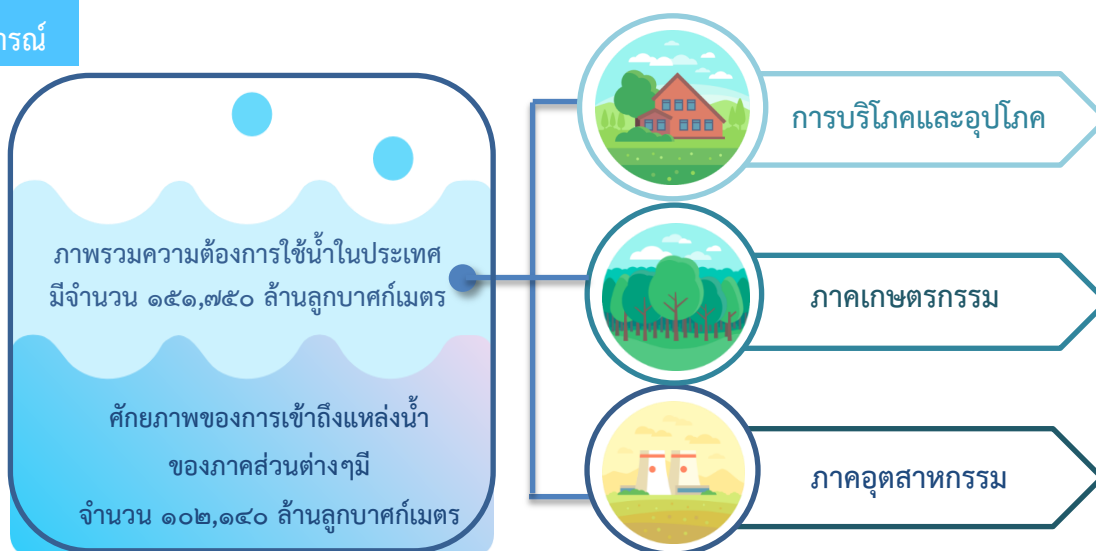 ภาพรวมความต้องการใช้น้ำในประเทศ
มีจำนวน ๑๕๑,๗๕๐ ล้านลูกบาศก์เมตร
ศักยภาพของการเข้าถึงแหล่งน้ำ
ของภาคส่วนต่างๆมี
จำนวน ๑๐๒,๑๔๐ ล้านลูกบาศก์เมตร
การบริโภคและอุปโภค
ภาคเกษตรกรรม
ภาคอุตสาหกรรม